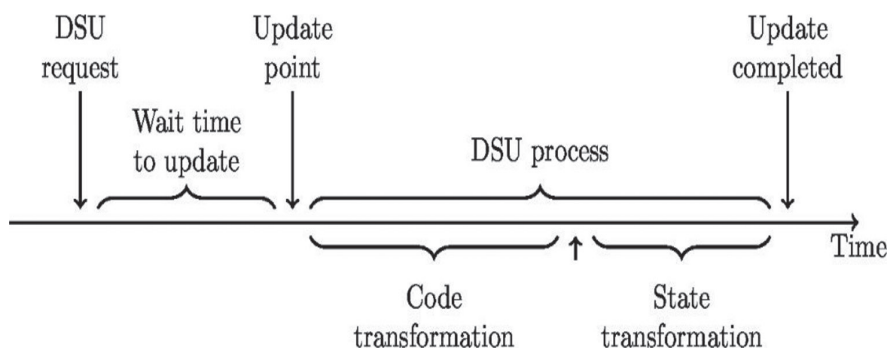 DSU
request
Update
point
Update
completed
Wait time
to update
DSU process
Time
Code
transformation
State
transformation